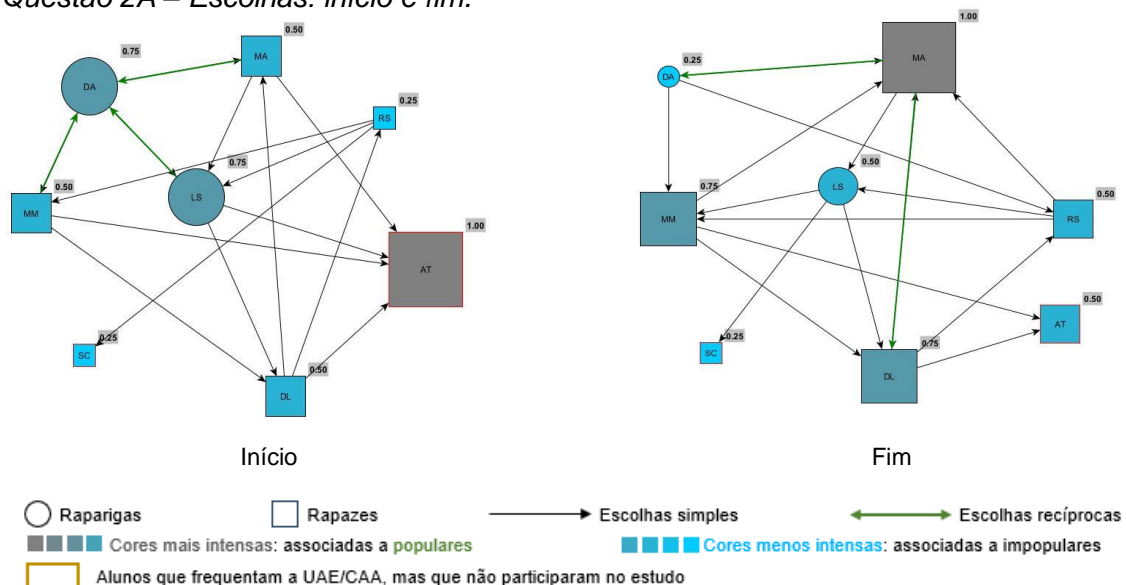 Questão 2A – Escolhas: Início e fim.
0.50
MA
0.75
DA
0.25
RS
0.75
LS
0.50
MM
1.00
AT
0.25
SC
0.50
DL
1.00
MA
0.25
DA
0.50
LS
0.75
MM
0.50
RS
0.50
AT
0.25
SC
0.75
DL
Início
Fim
Raparigas
Rapazes
Escolhas simples
Escolhas recíprocas
Cores mais intensas: associadas a populares
Cores menos intensas: associadas a impopulares
Alunos que frequentam a UAE/CAA, mas que não participaram no estudo